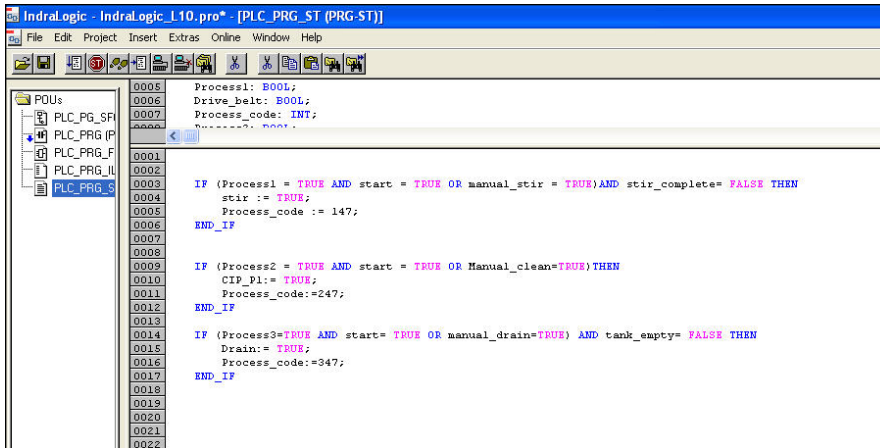 IndraLogic - IndraLogic_L10.pro* - [PLC_PRG_ST (PRG-ST)]
File Edit Project Insert Extras Online Window Help
POUs
PLC_PG_SF
PLC_PRG (P
PLC_PRG_F
PLC_PRG_IL
PLC_PRG_S
0005 Process1: BOOL;
0006 Drive_belt: BOOL;
0007 Process_code: INT;
0008 Process2: BOOL;
0001
0002
0003 IF (Process1 = TRUE AND start = TRUE OR manual_stir = TRUE)AND stir_complete= FALSE THEN
0004 stir := TRUE;
0005 Process_code := 147;
0006 END_IF
0007
0008
0009 IF (Process2 = TRUE AND start = TRUE OR Manual_clean=TRUE)THEN
0010 CIP_P1:= TRUE;
0011 Process_code:=247;
0012 END_IF
0013
0014 IF (Process3=TRUE AND start= TRUE OR manual_drain=TRUE) AND tank_empty= FALSE THEN
0015 Drain:= TRUE;
0016 Process_code:=347;
0017 END_IF
0018
0019
0020
0021
0022